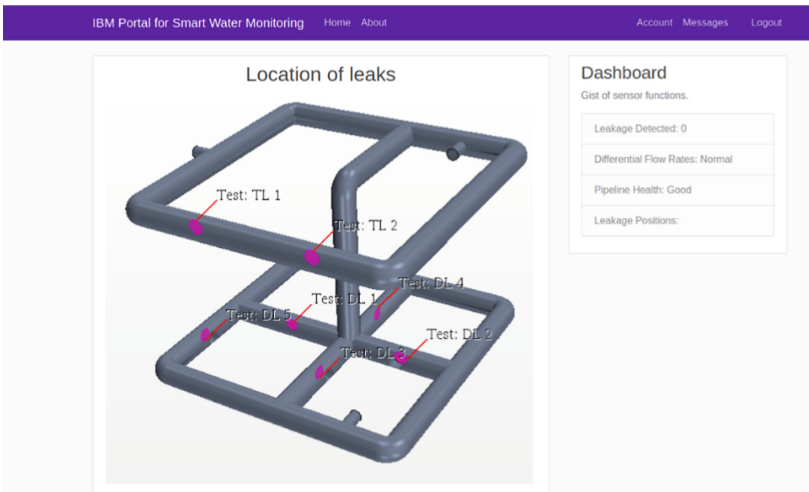 IBM Portal for Smart Water Monitoring Home About Account Messages Logout
Location of leaks
Test: TL 1
Test: TL 2
Test: DL 4
Test: DL 1
Test: DL 5
Test: DL 2
Test: DL 3
Dashboard
Gist of sensor functions.
Leakage Detected: 0
Differential Flow Rates: Normal
Pipeline Health: Good
Leakage Positions: